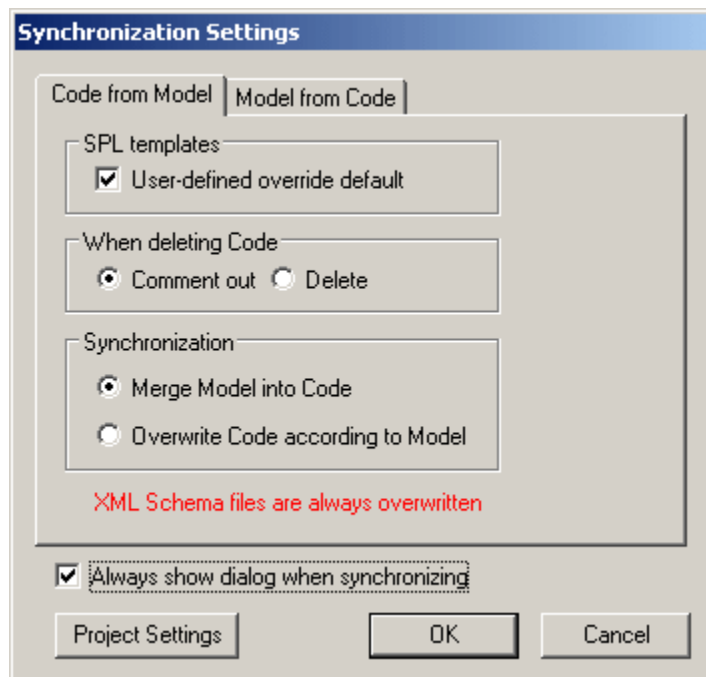 Synchronization Settings
Code from Model Model from Code
SPL templates
User-defined override default
When deleting Code
Comment out Delete
Synchronization
Merge Model into Code
Overwrite Code according to Model
XML Schema files are always overwritten
Always show dialog when synchronizing
Project Settings OK Cancel